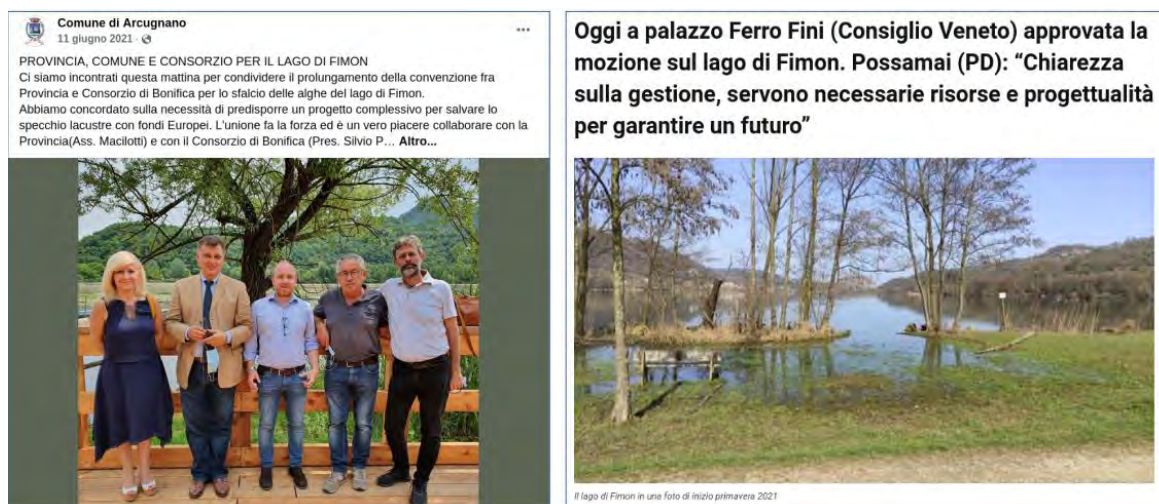 Comune di Arcugnano
11 giugno 2021 ·
PROVINCIA, COMUNE E CONSORZIO PER IL LAGO DI FIMON
Ci siamo incontrati questa mattina per condividere il prolungamento della convenzione fra
Provincia e Consorzio di Bonifica per lo sfalcio delle alghe del lago di Fimon.
Abbiamo concordato sulla necessità di predisporre un progetto complessivo per salvare lo
specchio lacustre con fondi Europei. L'unione fa la forza ed è un vero piacere collaborare con la
Provincia(Ass. Macilotti) e con il Consorzio di Bonifica (Pres. Silvio P… Altro...
Oggi a palazzo Ferro Fini (Consiglio Veneto) approvata la
mozione sul lago di Fimon. Possamai (PD): “Chiarezza
sulla gestione, servono necessarie risorse e progettualità
per garantire un futuro”
Il lago di Fimon in una foto di inizio primavera 2021